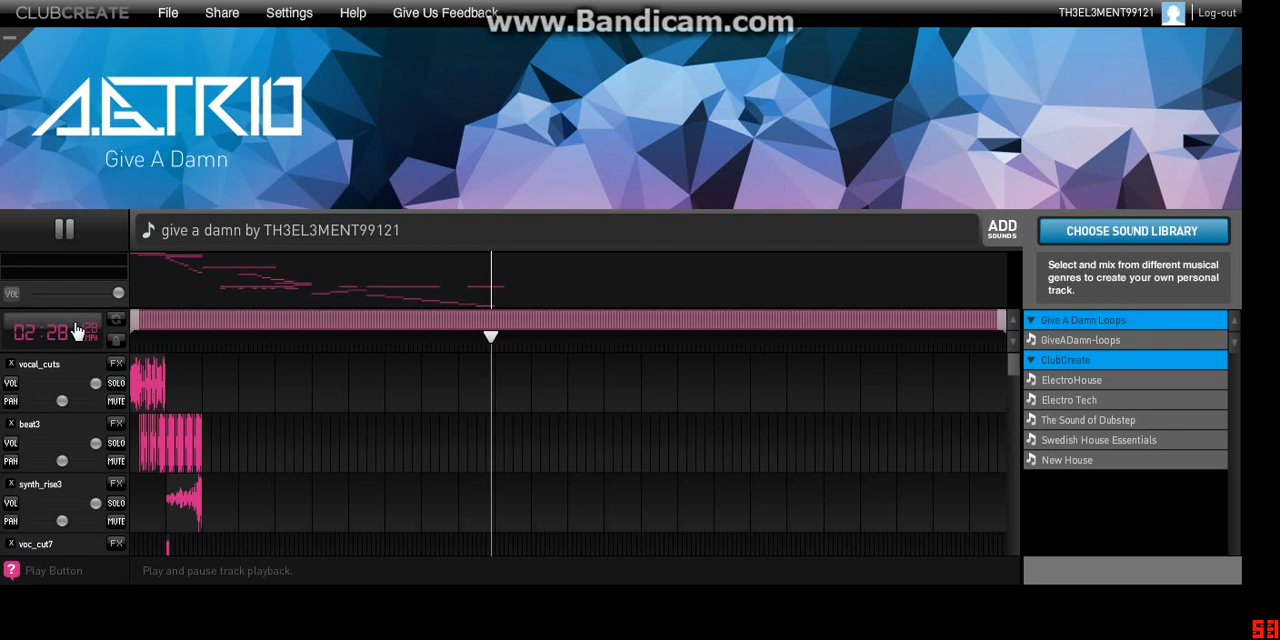 CLUBCREATE File Share Settings Help Give Us Feedback www.Bandicam.com TH3EL3MENT99121 Log-out
A.G.TRIO
Give A Damn
give a damn by TH3EL3MENT99121 ADD SOUNDS CHOOSE SOUND LIBRARY
Select and mix from different musical
genres to create your own personal
track.
VOL
02:28
Give A Damn Loops
GiveADamn-loops
ClubCreate
ElectroHouse
Electro Tech
The Sound of Dubstep
Swedish House Essentials
New House
X vocal_cuts FX
VOL SOLO
PAN MUTE
X beat3 FX
VOL SOLO
PAN MUTE
X synth_rise3 FX
VOL SOLO
PAN MUTE
X voc_cut7 FX
? Play Button Play and pause track playback.
59